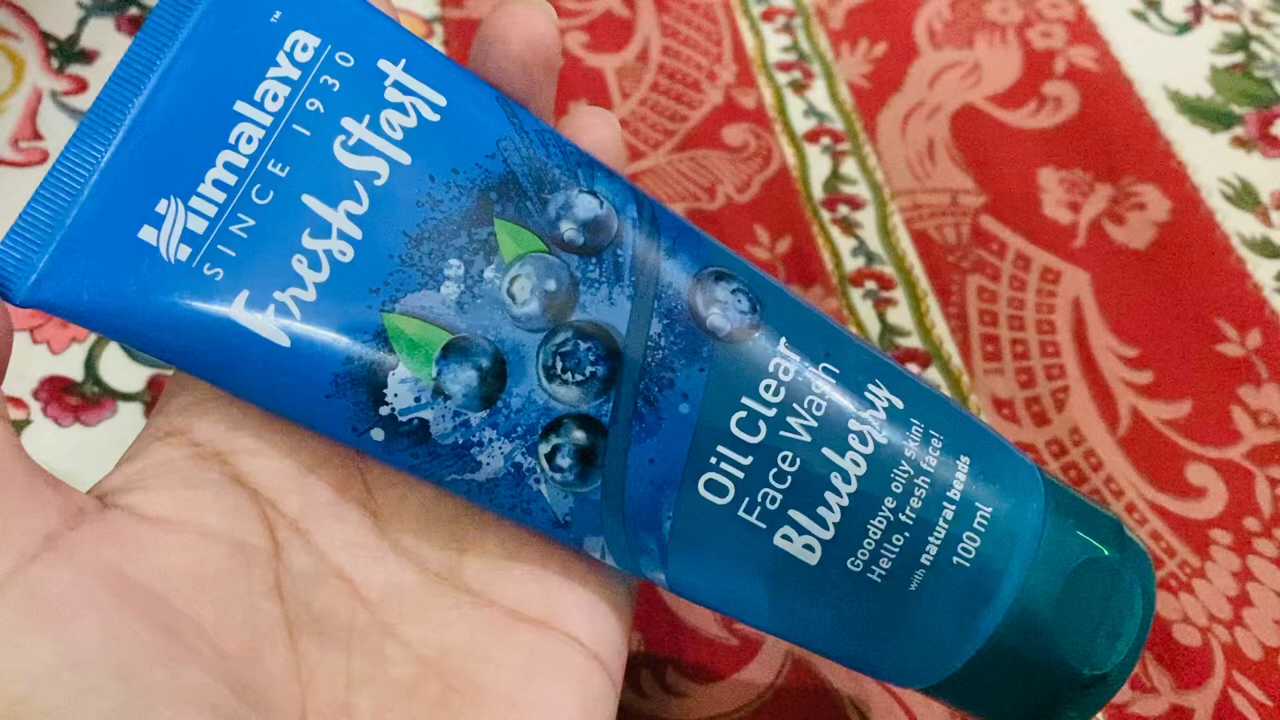 Himalaya™
SINCE 1930
Fresh Start
Oil Clear
Face Wash
Blueberry
Goodbye oily skin!
Hello, fresh face!
with natural beads
100 ml